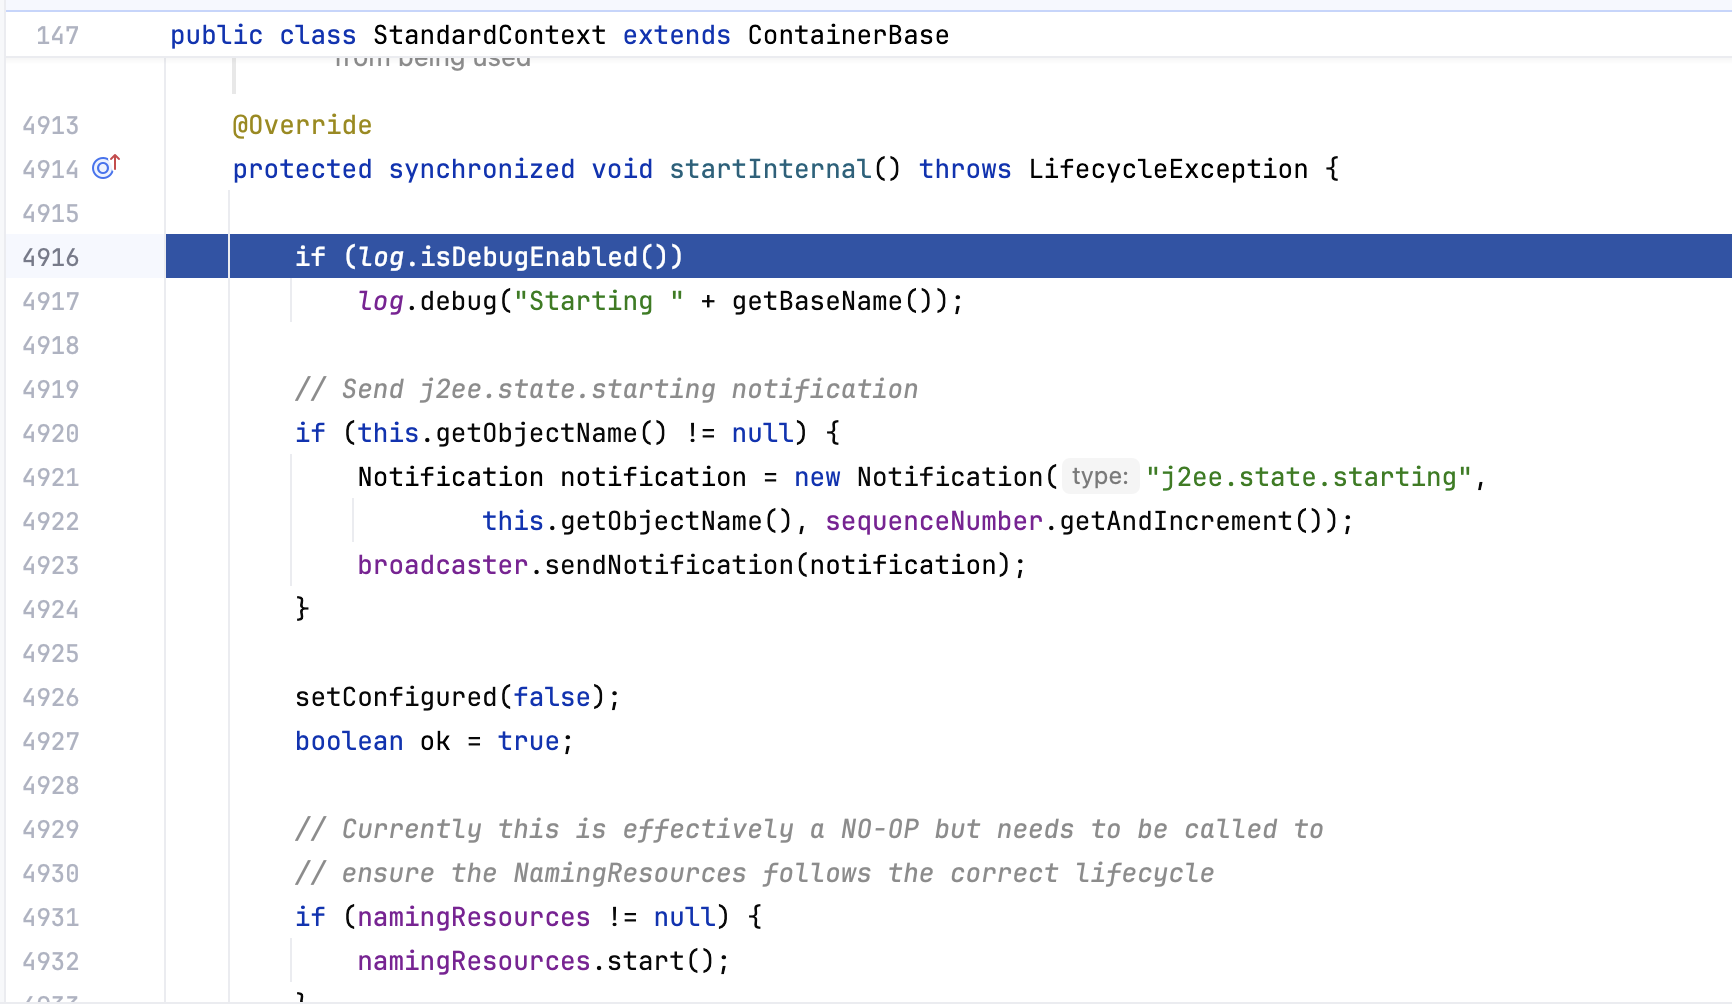 147 public class StandardContext extends ContainerBase
from being used
4913 @Override
4914 protected synchronized void startInternal() throws LifecycleException {
4915
4916 if (log.isDebugEnabled())
4917 log.debug("Starting " + getBaseName());
4918
4919 // Send j2ee.state.starting notification
4920 if (this.getObjectName() != null) {
4921 Notification notification = new Notification( type: "j2ee.state.starting",
4922 this.getObjectName(), sequenceNumber.getAndIncrement());
4923 broadcaster.sendNotification(notification);
4924 }
4925
4926 setConfigured(false);
4927 boolean ok = true;
4928
4929 // Currently this is effectively a NO-OP but needs to be called to
4930 // ensure the NamingResources follows the correct lifecycle
4931 if (namingResources != null) {
4932 namingResources.start();
4933 }